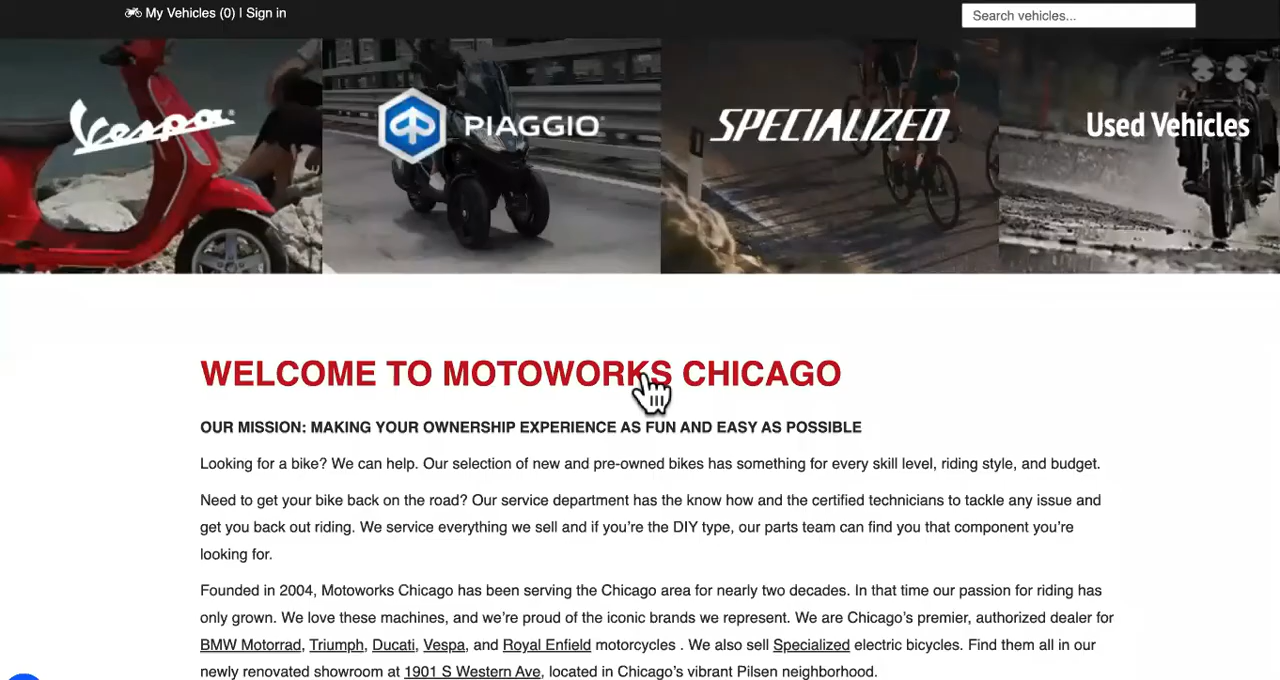 My Vehicles (0) | Sign in
Search vehicles...
Vespa
PIAGGIO
SPECIALIZED
Used Vehicles
WELCOME TO MOTOWORKS CHICAGO
OUR MISSION: MAKING YOUR OWNERSHIP EXPERIENCE AS FUN AND EASY AS POSSIBLE
Looking for a bike? We can help. Our selection of new and pre-owned bikes has something for every skill level, riding style, and budget.
Need to get your bike back on the road? Our service department has the know how and the certified technicians to tackle any issue and
get you back out riding. We service everything we sell and if you’re the DIY type, our parts team can find you that component you’re
looking for.
Founded in 2004, Motoworks Chicago has been serving the Chicago area for nearly two decades. In that time our passion for riding has
only grown. We love these machines, and we’re proud of the iconic brands we represent. We are Chicago’s premier, authorized dealer for
BMW Motorrad, Triumph, Ducati, Vespa, and Royal Enfield motorcycles . We also sell Specialized electric bicycles. Find them all in our
newly renovated showroom at 1901 S Western Ave, located in Chicago’s vibrant Pilsen neighborhood.